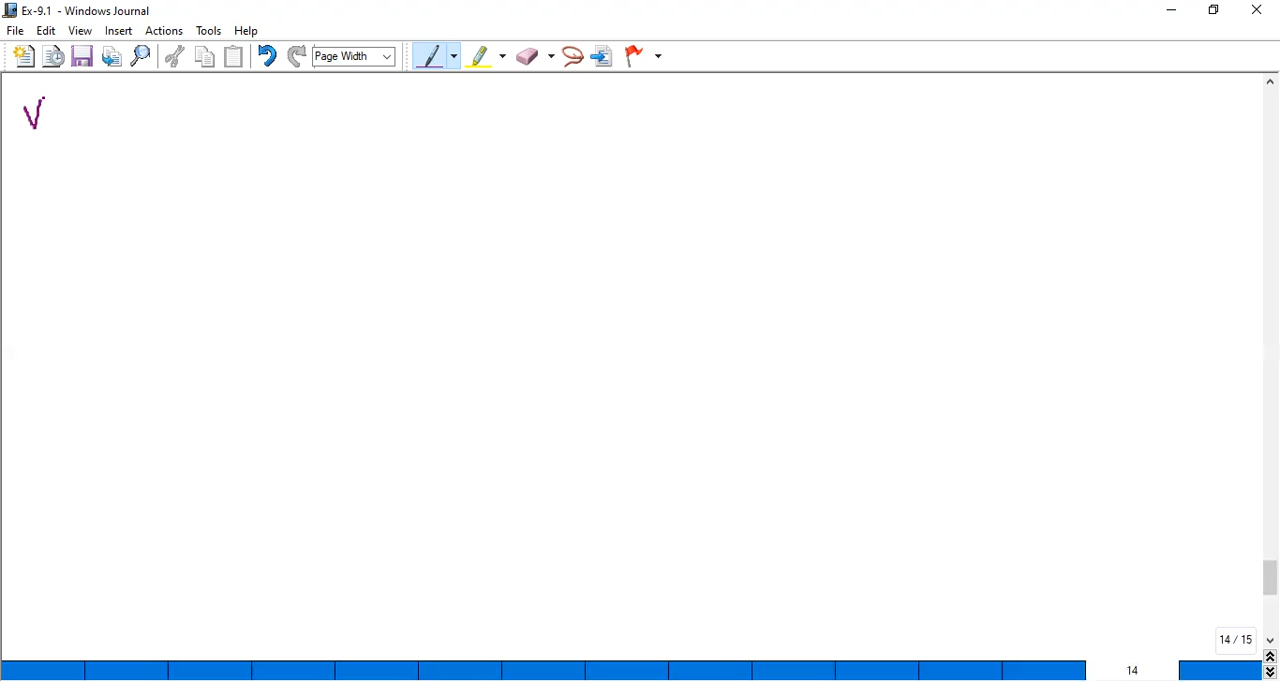 Ex-9.1 - Windows Journal
File Edit View Insert Actions Tools Help
Page Width
V
14 / 15
14